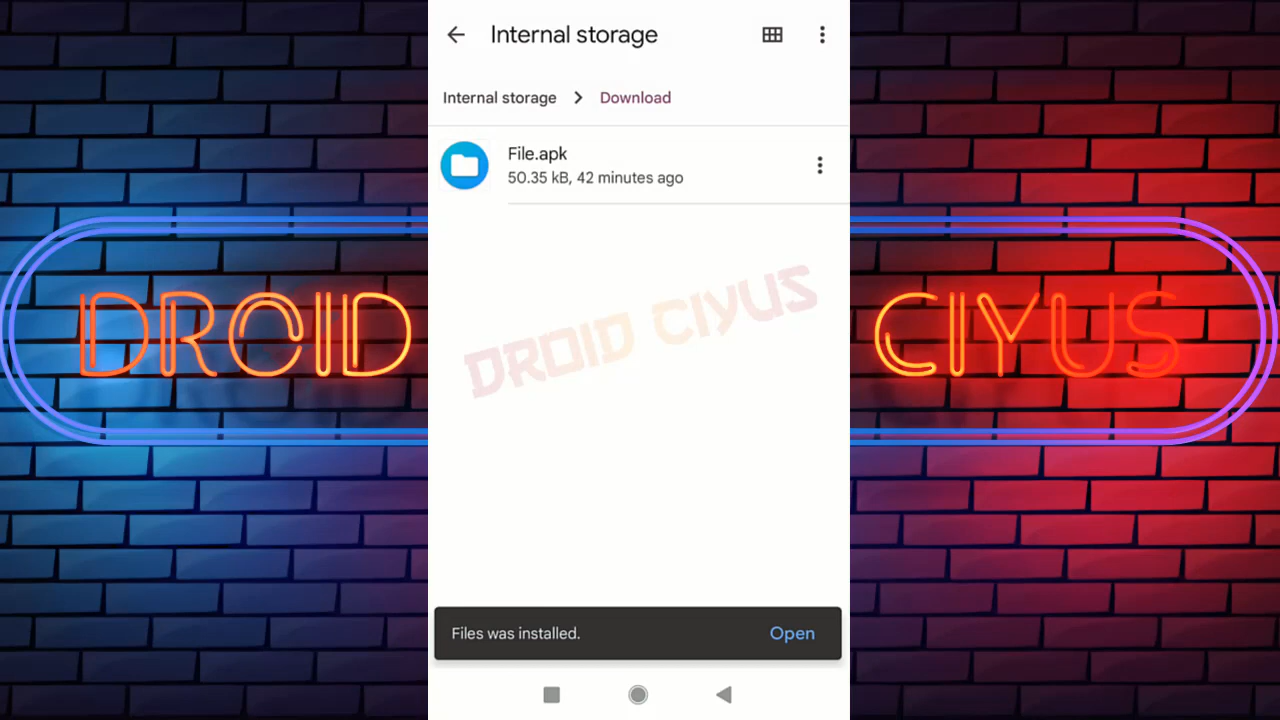 Internal storage
Internal storage > Download
File.apk
50.35 kB, 42 minutes ago
DROID CIYUS
DROID CIYUS
Files was installed. Open